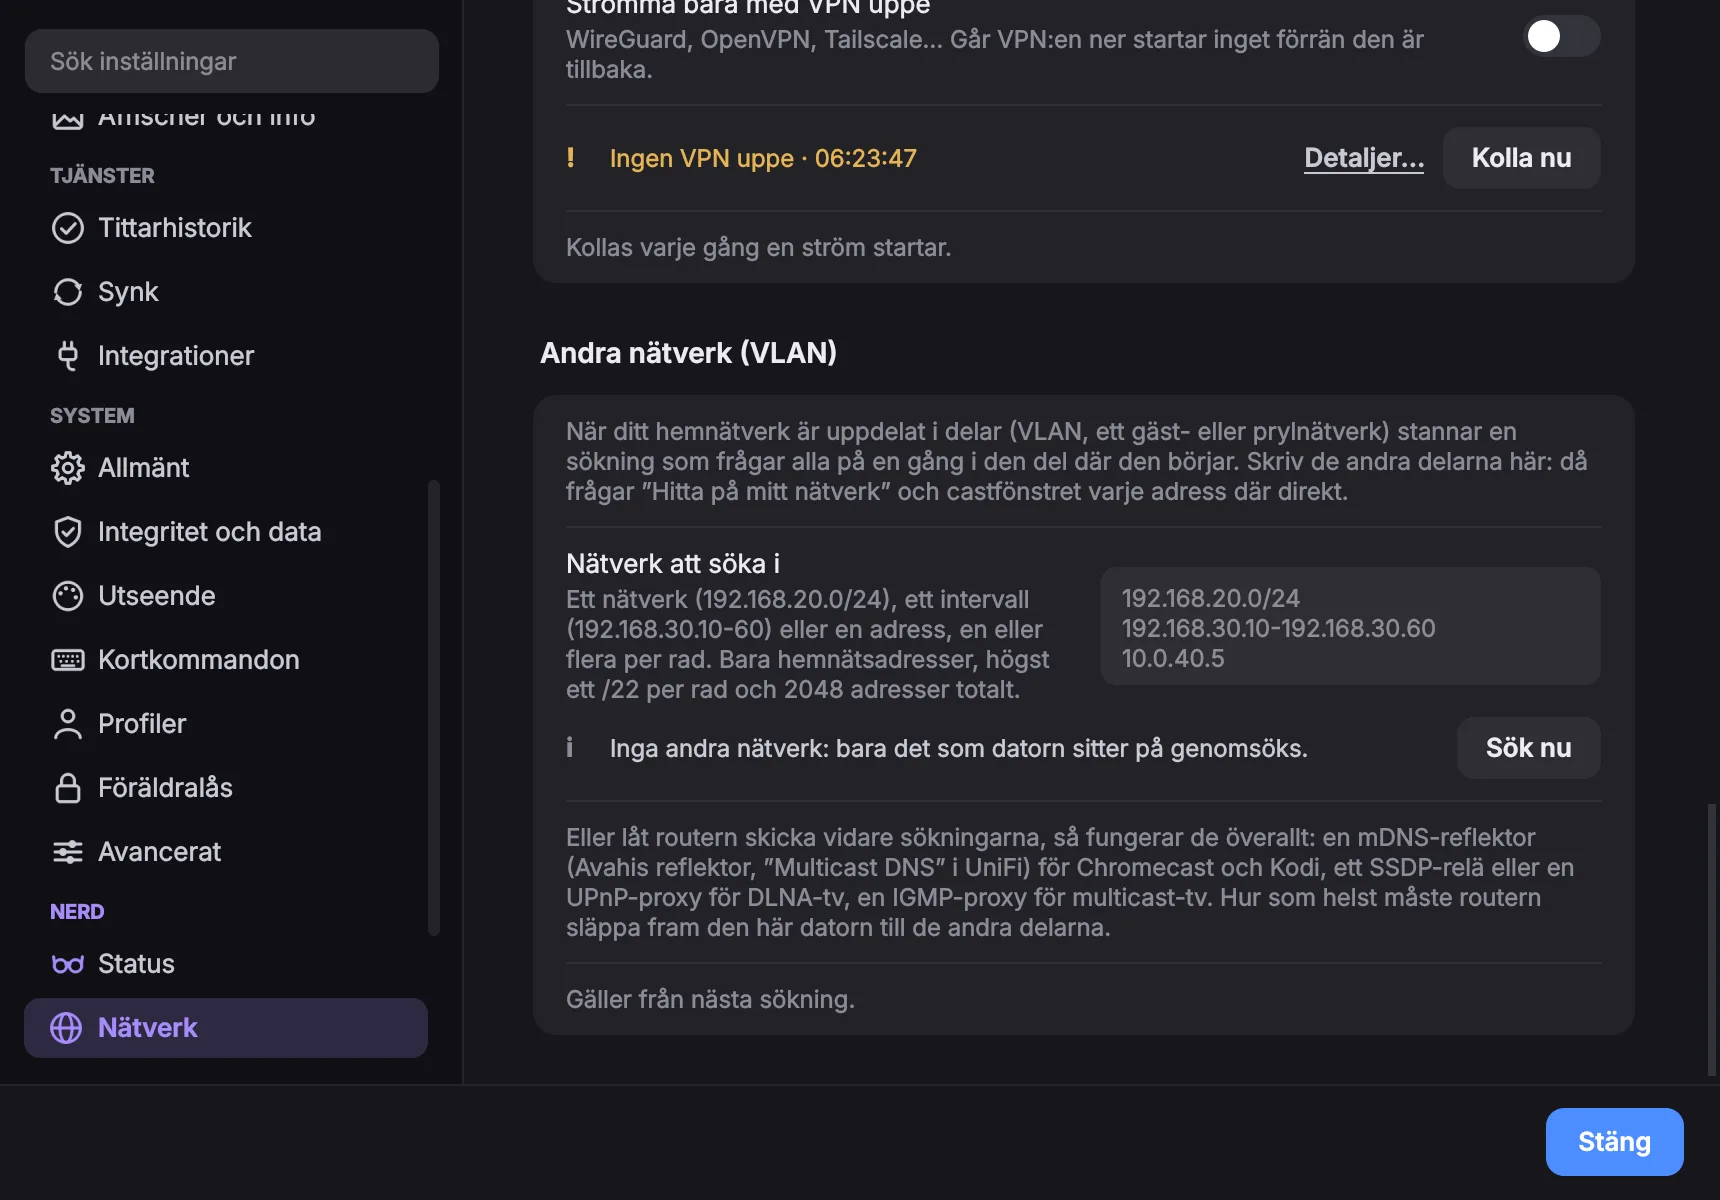 Sök inställningar
Affischer och info
TJÄNSTER
Tittarhistorik
Synk
Integrationer
SYSTEM
Allmänt
Integritet och data
Utseende
Kortkommandon
Profiler
Föräldralås
Avancerat
NERD
Status
Nätverk
Strömma bara med VPN uppe
WireGuard, OpenVPN, Tailscale... Går VPN:en ner startar inget förrän den är
tillbaka.
! Ingen VPN uppe · 06:23:47
Detaljer...
Kolla nu
Kollas varje gång en ström startar.
Andra nätverk (VLAN)
När ditt hemnätverk är uppdelat i delar (VLAN, ett gäst- eller prylnätverk) stannar en
sökning som frågar alla på en gång i den del där den börjar. Skriv de andra delarna här: då
frågar ”Hitta på mitt nätverk” och castfönstret varje adress där direkt.
Nätverk att söka i
Ett nätverk (192.168.20.0/24), ett intervall
(192.168.30.10-60) eller en adress, en eller
flera per rad. Bara hemnätsadresser, högst
ett /22 per rad och 2048 adresser totalt.
192.168.20.0/24
192.168.30.10-192.168.30.60
10.0.40.5
i Inga andra nätverk: bara det som datorn sitter på genomsöks.
Sök nu
Eller låt routern skicka vidare sökningarna, så fungerar de överallt: en mDNS-reflektor
(Avahis reflektor, ”Multicast DNS” i UniFi) för Chromecast och Kodi, ett SSDP-relä eller en
UPnP-proxy för DLNA-tv, en IGMP-proxy för multicast-tv. Hur som helst måste routern
släppa fram den här datorn till de andra delarna.
Gäller från nästa sökning.
Stäng